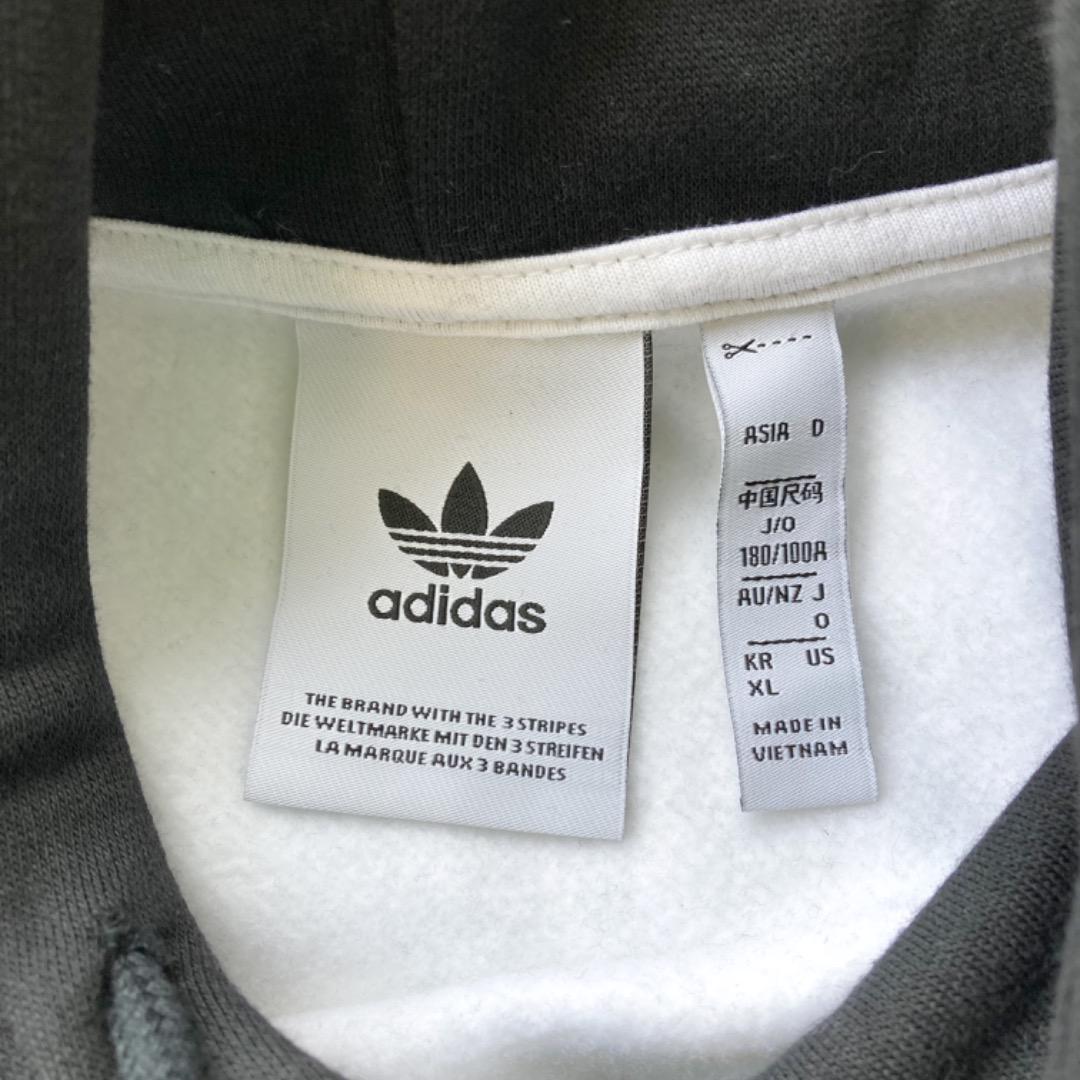 adidas
THE BRAND WITH THE 3 STRIPES
DIE WELTMARKE MIT DEN 3 STREIFEN
LA MARQUE AUX 3 BANDES
ASIA D
中国尺码
J/O
180/100A
AU/NZ J
O
KR US
XL
MADE IN
VIETNAM